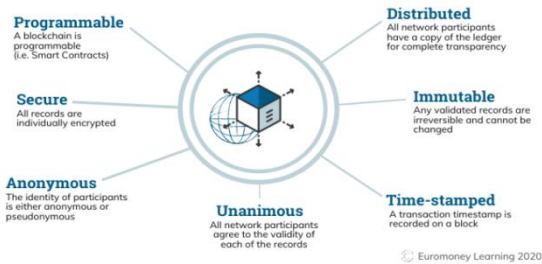 Programmable
A blockchain is
programmable
(i.e. Smart Contracts)
Secure
All records are
individually encrypted
Anonymous
The identity of participants
is either anonymous or
pseudonymous
Unanimous
All network participants
agree to the validity of
each of the records
Distributed
All network participants
have a copy of the ledger
for complete transparency
Immutable
Any validated records are
irreversible and cannot be
changed
Time-stamped
A transaction timestamp is
recorded on a block
Euromoney Learning 2020